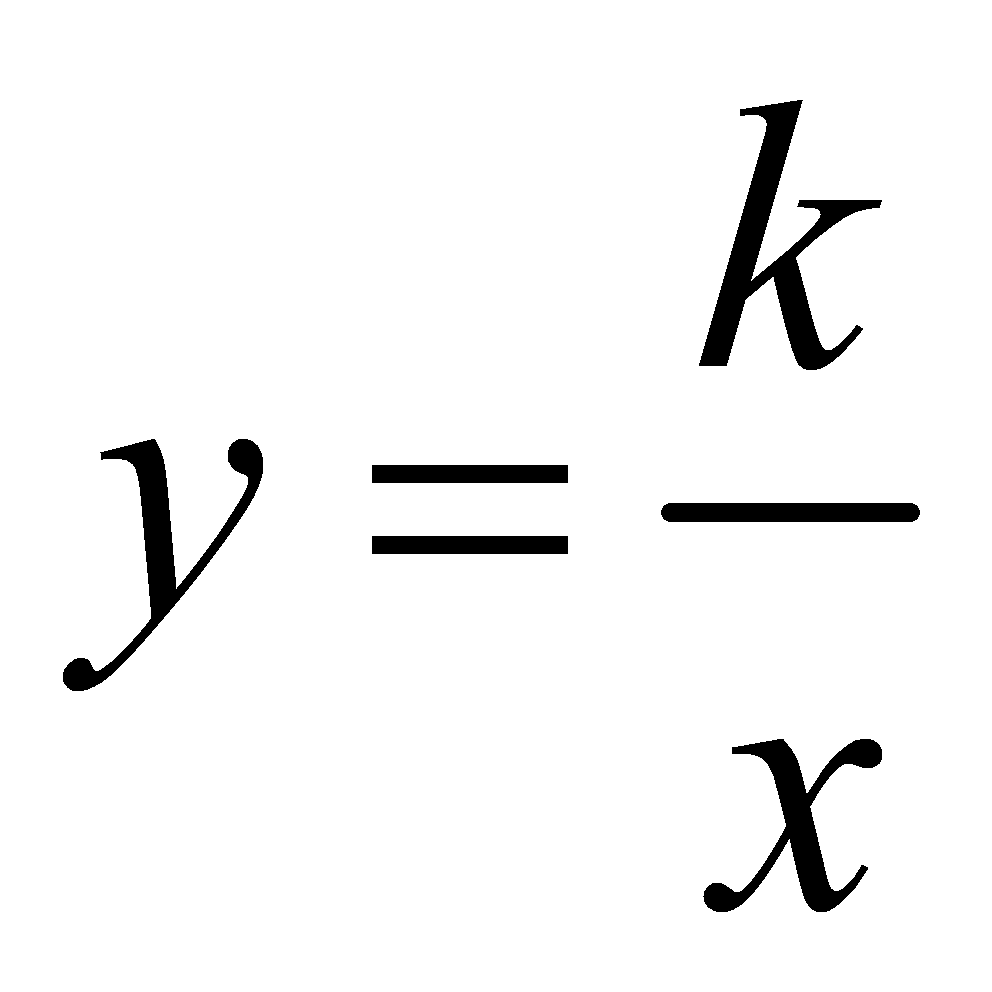 y = k/x